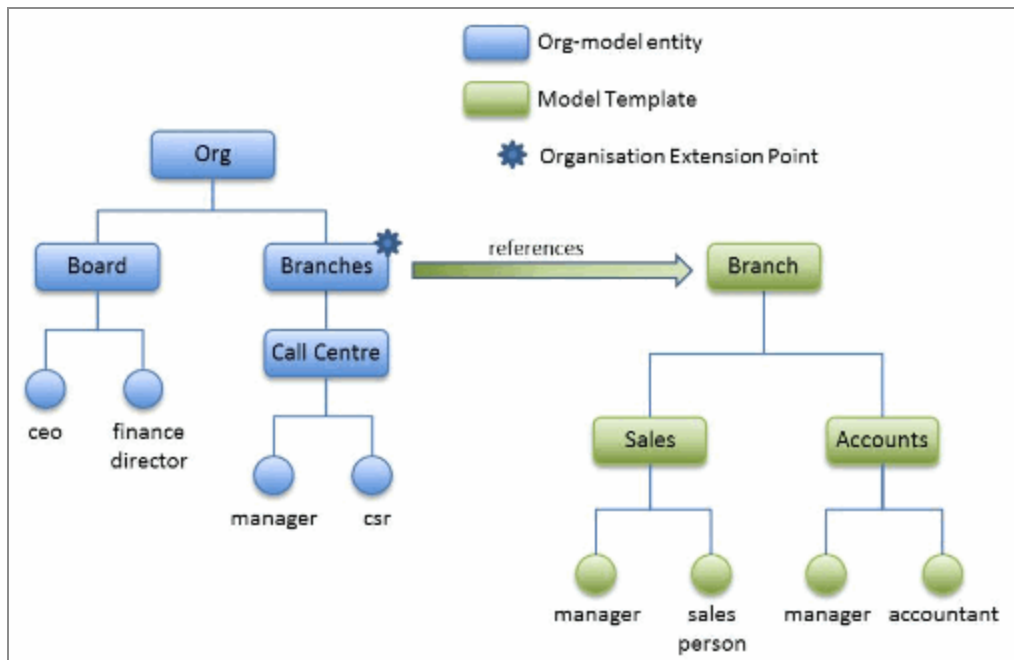 Org-model entity
Model Template
Organisation Extension Point
Org
Board
Branches
references
Branch
Call Centre
ceo
finance
director
manager
csr
Sales
Accounts
manager
sales
person
manager
accountant